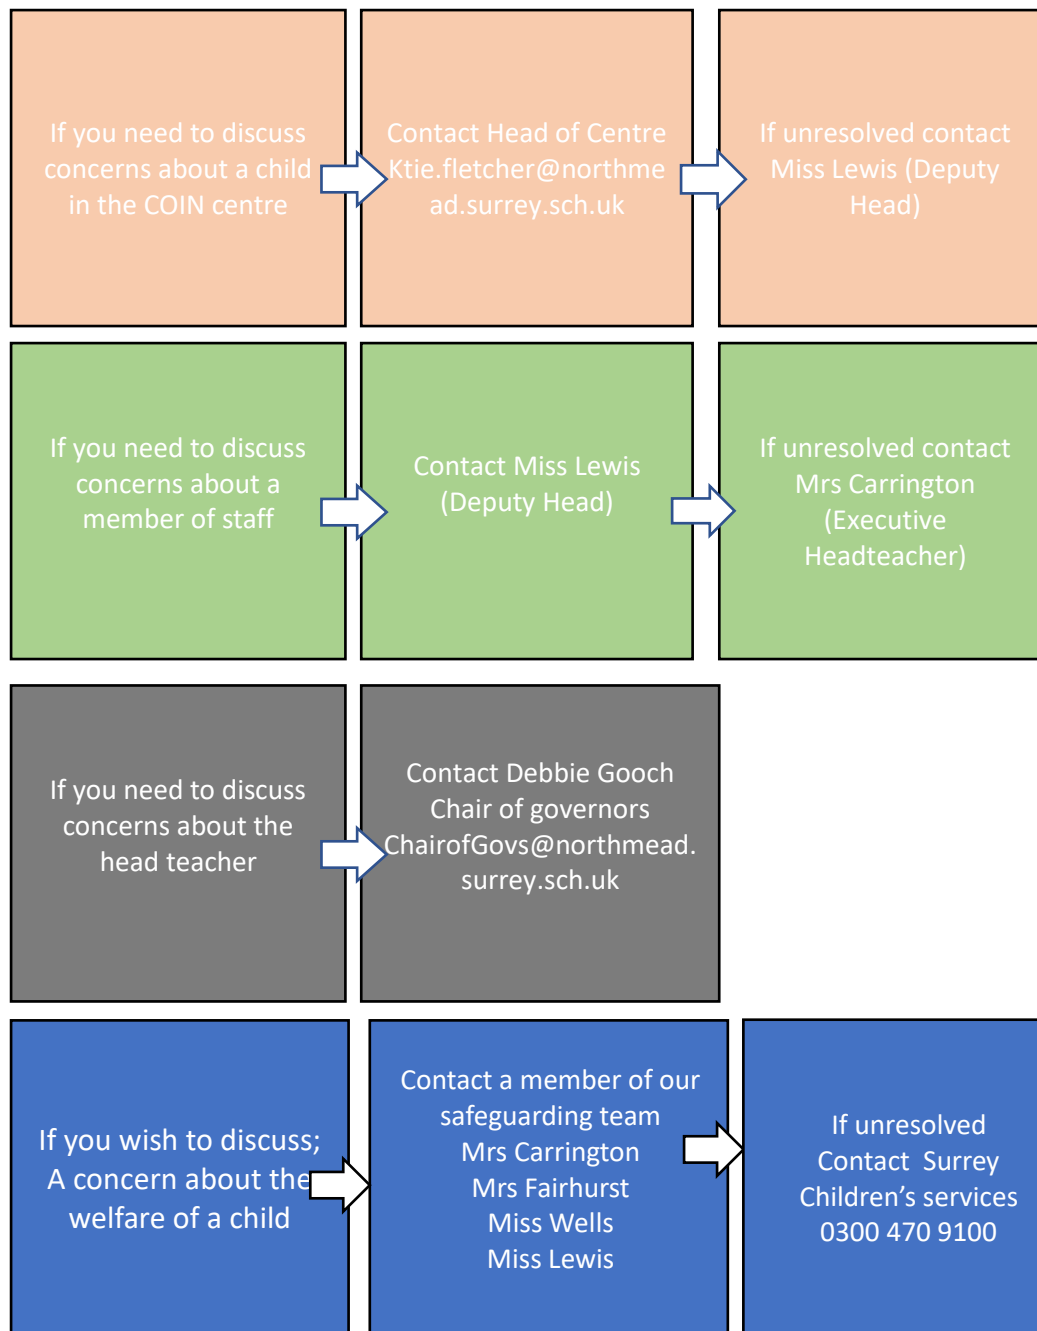 If you need to discuss
concerns about a child
in the COIN centre
Contact Head of Centre
Ktie.fletcher@northme
ad.surrey.sch.uk
If unresolved contact
Miss Lewis (Deputy
Head)
If you need to discuss
concerns about a
member of staff
Contact Miss Lewis
(Deputy Head)
If unresolved contact
Mrs Carrington
(Executive
Headteacher)
If you need to discuss
concerns about the
head teacher
Contact Debbie Gooch
Chair of governors
ChairofGovs@northmead.
surrey.sch.uk
If you wish to discuss;
A concern about the
welfare of a child
Contact a member of our
safeguarding team
Mrs Carrington
Mrs Fairhurst
Miss Wells
Miss Lewis
If unresolved
Contact  Surrey
Children’s services
0300 470 9100